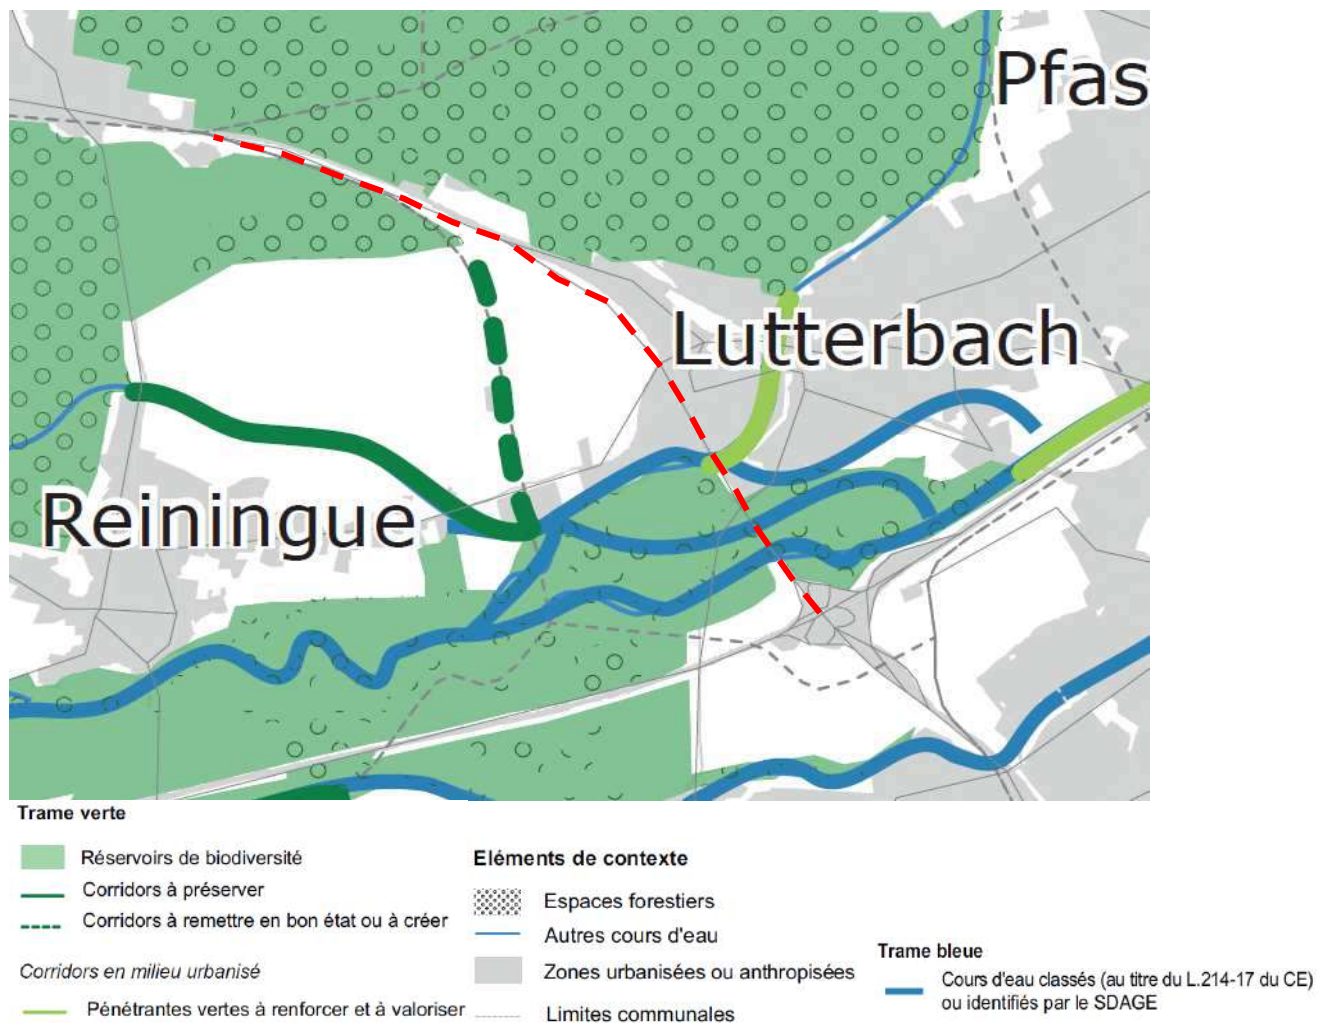 Pfas
Lutterbach
Reiningue
Trame verte
Réservoirs de biodiversité
Corridors à préserver
Corridors à remettre en bon état ou à créer
Corridors en milieu urbanisé
Pénétrantes vertes à renforcer et à valoriser
Eléments de contexte
Espaces forestiers
Autres cours d'eau
Zones urbanisées ou anthropisées
Limites communales
Trame bleue
Cours d'eau classés (au titre du L.214-17 du CE)
ou identifiés par le SDAGE